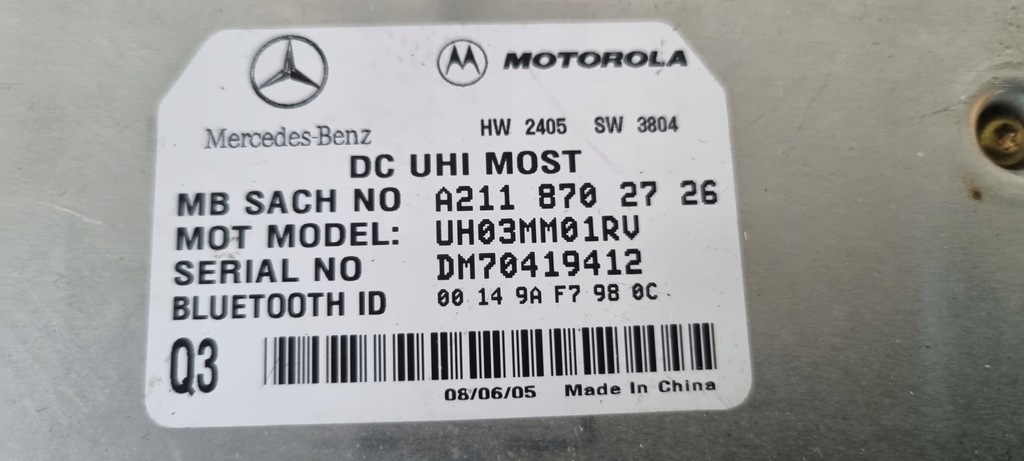 MOTOROLA
Mercedes-Benz
HW 2405 SW 3804
DC UHI MOST
MB SACH NO A211 870 27 26
MOT MODEL: UH03MM01RV
SERIAL NO DM70419412
BLUETOOTH ID 00 14 9A F7 98 0C
Q3
08/06/05 Made In China